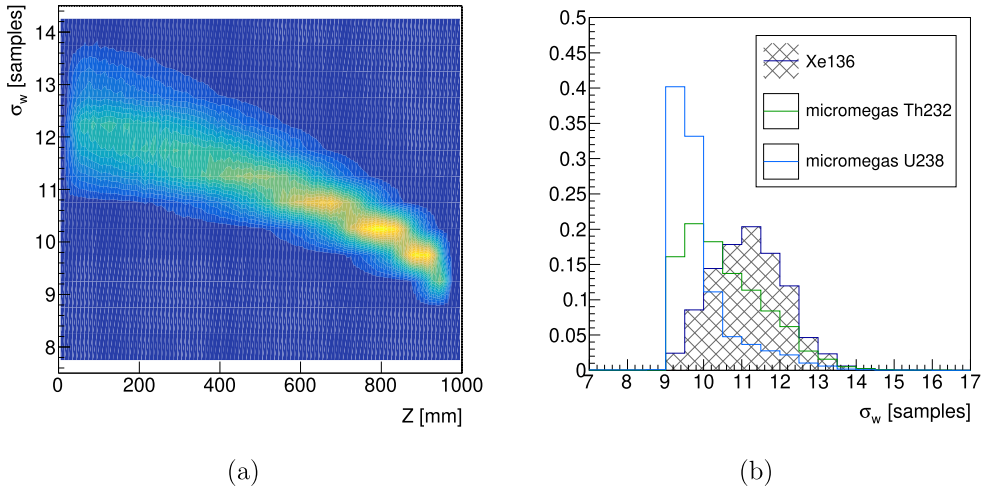 σw [samples]
14
13
12
11
10
9
8
0 200 400 600 800 1000
Z [mm]
(a)
0.5
0.45
0.4
0.35
0.3
0.25
0.2
0.15
0.1
0.05
0
7 8 9 10 11 12 13 14 15 16 17
σw [samples]
Xe136
micromegas Th232
micromegas U238
(b)